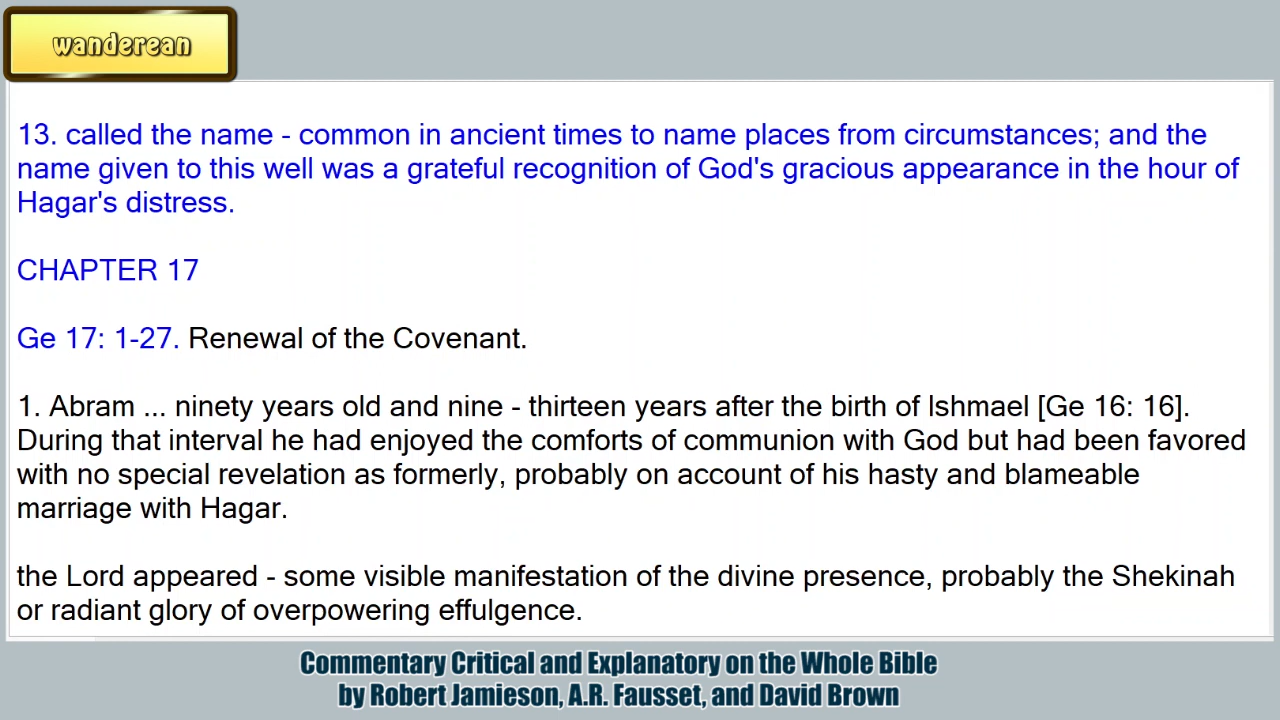 wanderean
13. called the name - common in ancient times to name places from circumstances; and the
name given to this well was a grateful recognition of God's gracious appearance in the hour of
Hagar's distress.
CHAPTER 17
Ge 17: 1-27. Renewal of the Covenant.
1. Abram ... ninety years old and nine - thirteen years after the birth of Ishmael [Ge 16: 16].
During that interval he had enjoyed the comforts of communion with God but had been favored
with no special revelation as formerly, probably on account of his hasty and blameable
marriage with Hagar.
the Lord appeared - some visible manifestation of the divine presence, probably the Shekinah
or radiant glory of overpowering effulgence.
Commentary Critical and Explanatory on the Whole Bible
by Robert Jamieson, A.R. Fausset, and David Brown